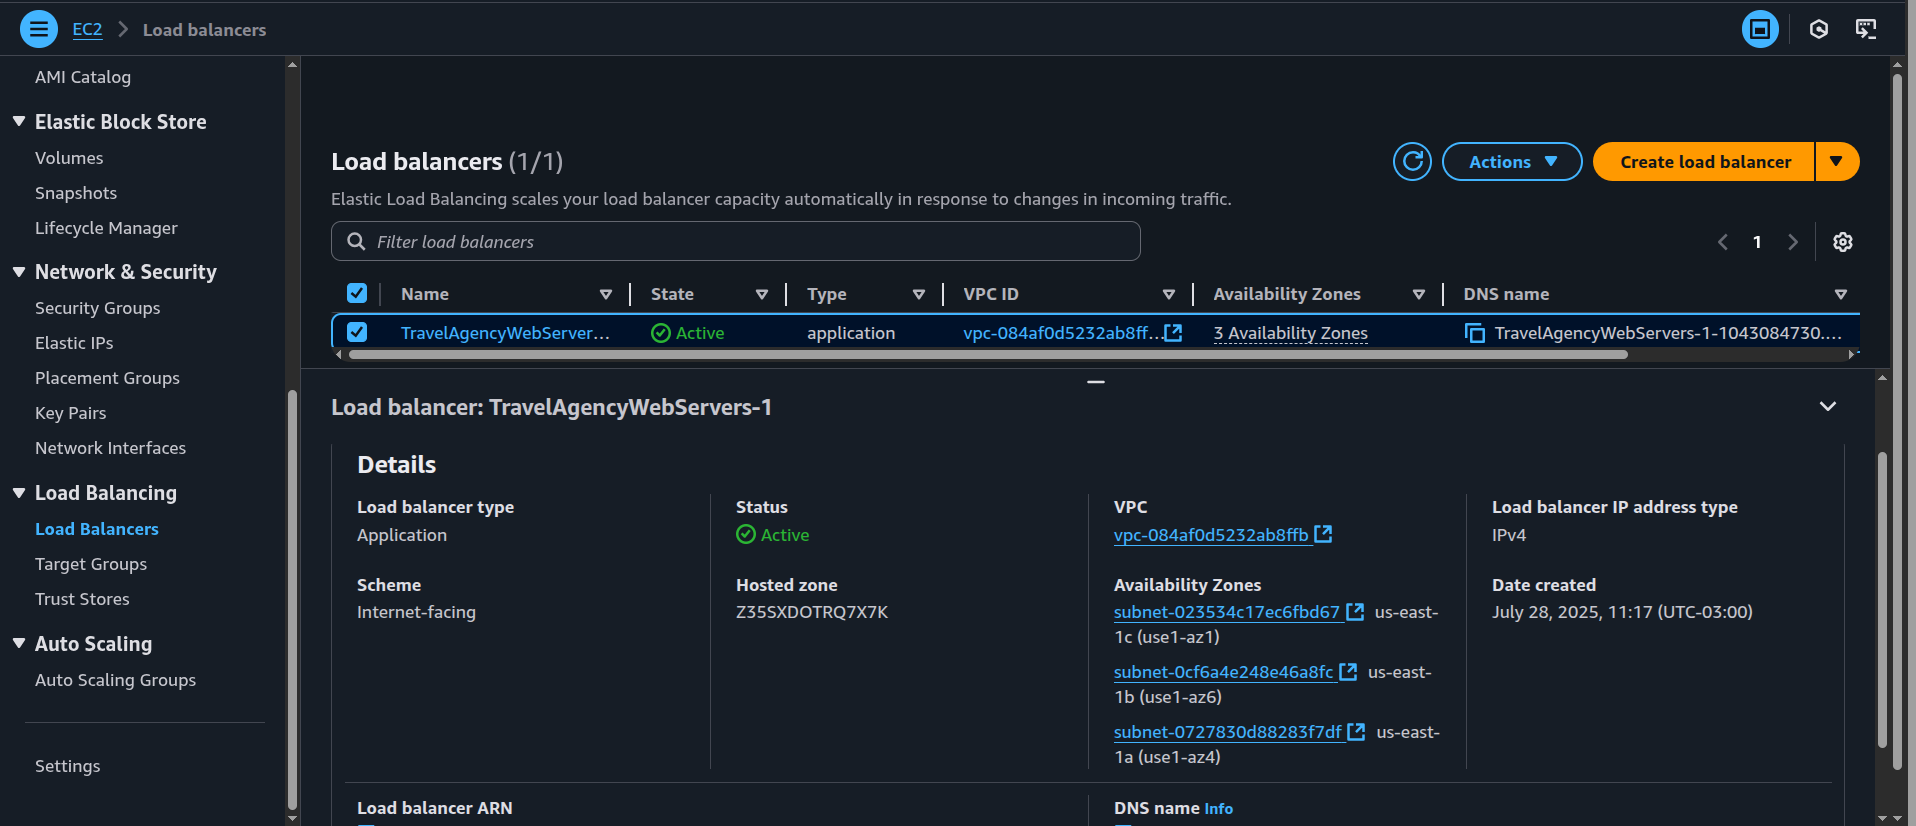 EC2 > Load balancers
AMI Catalog
Elastic Block Store
Volumes
Snapshots
Lifecycle Manager
Network & Security
Security Groups
Elastic IPs
Placement Groups
Key Pairs
Network Interfaces
Load Balancing
Load Balancers
Target Groups
Trust Stores
Auto Scaling
Auto Scaling Groups
Settings
Load balancers (1/1)
Actions
Create load balancer
Elastic Load Balancing scales your load balancer capacity automatically in response to changes in incoming traffic.
Filter load balancers
1
Name State Type VPC ID Availability Zones DNS name
TravelAgencyWebServer... Active application vpc-084af0d5232ab8ff... 3 Availability Zones TravelAgencyWebServers-1-1043084730....
Load balancer: TravelAgencyWebServers-1
Details
Load balancer type
Application
Status
Active
VPC
vpc-084af0d5232ab8ffb
Load balancer IP address type
IPv4
Scheme
Internet-facing
Hosted zone
Z35SXDOTRQ7X7K
Availability Zones
subnet-023534c17ec6fbd67 us-east-
1c (use1-az1)
subnet-0cf6a4e248e46a8fc us-east-
1b (use1-az6)
subnet-0727830d88283f7df us-east-
1a (use1-az4)
Date created
July 28, 2025, 11:17 (UTC-03:00)
Load balancer ARN
DNS name Info